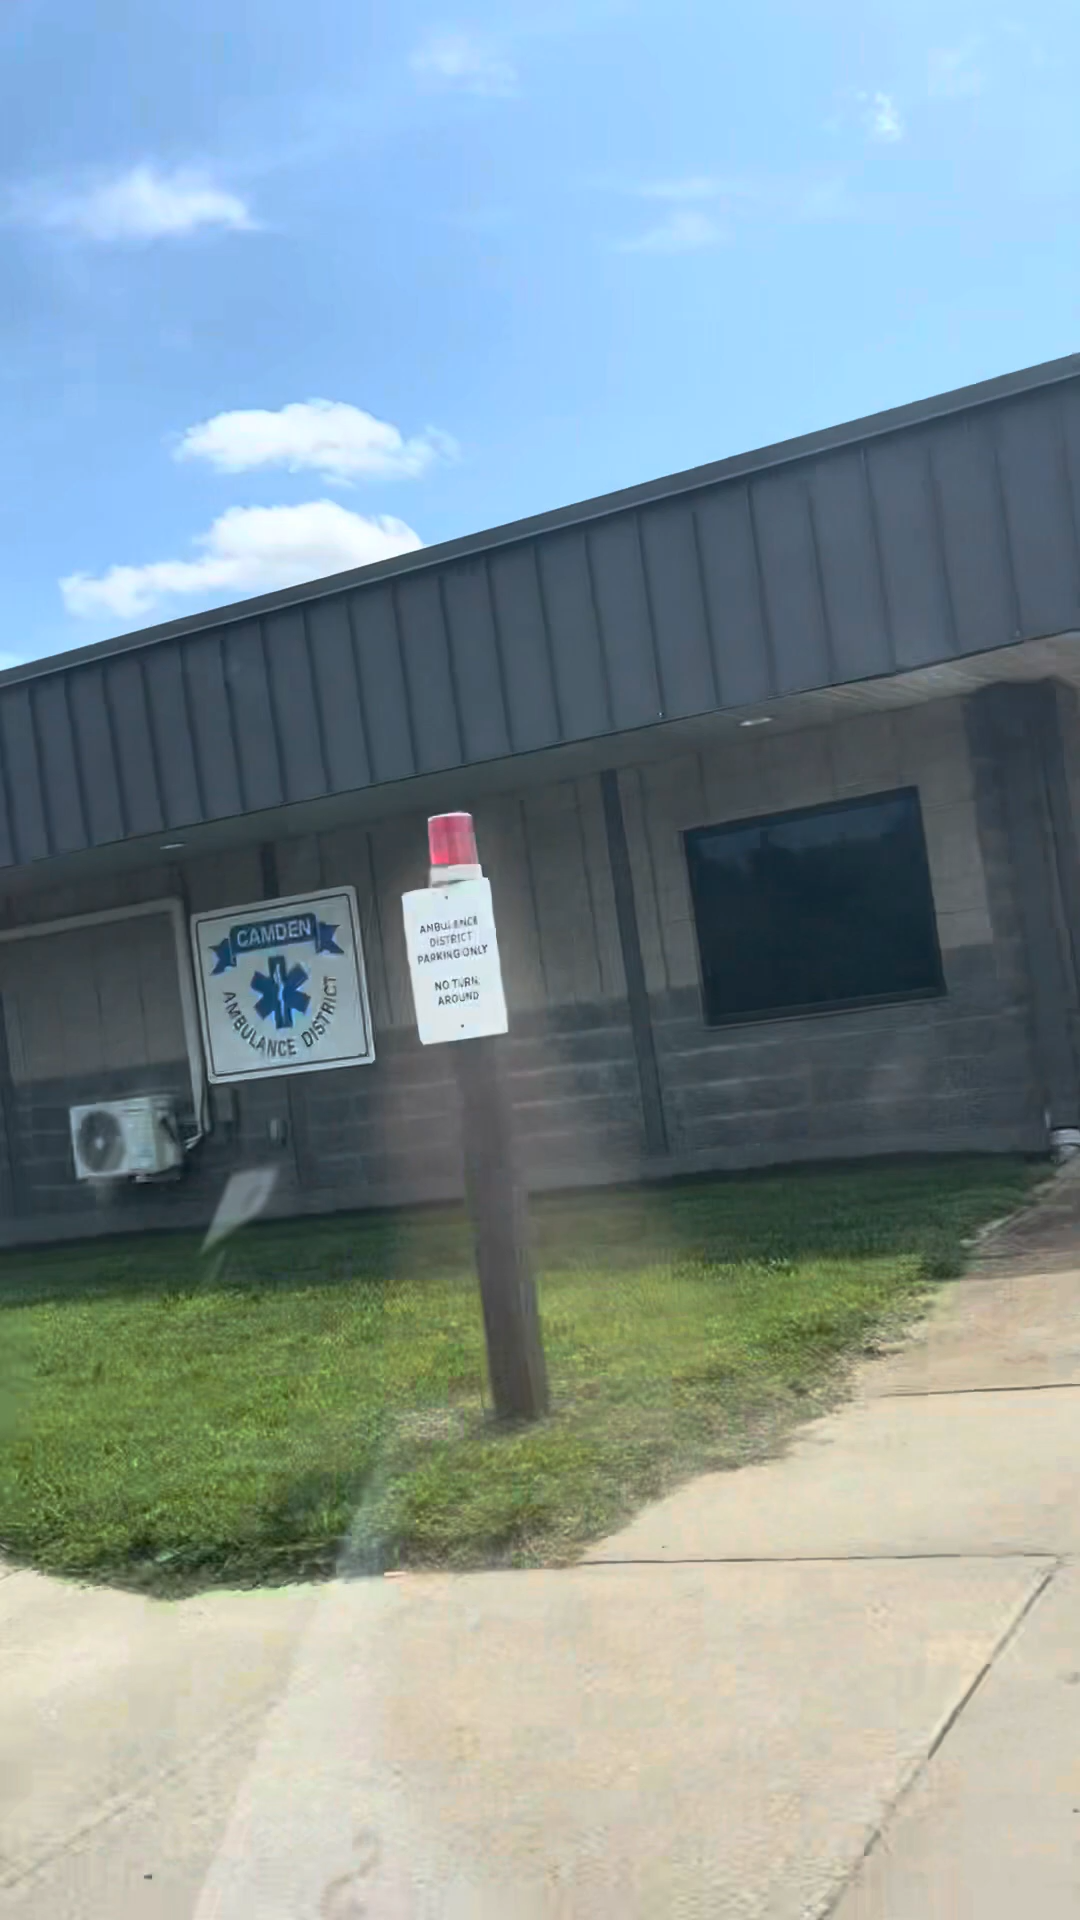 CAMDEN
AMBULANCE DISTRICT
AMBULANCE
DISTRICT
PARKING ONLY
NO TURN
AROUND